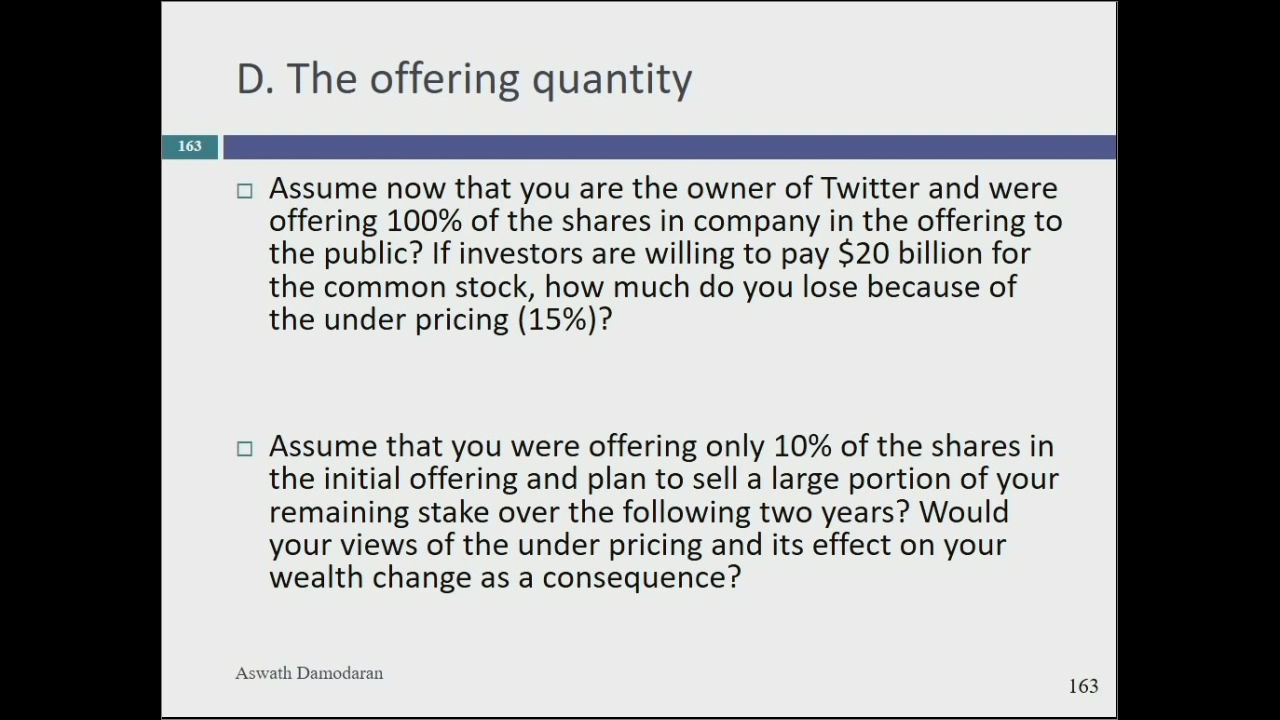 D. The offering quantity
163
Assume now that you are the owner of Twitter and were
offering 100% of the shares in company in the offering to
the public? If investors are willing to pay $20 billion for
the common stock, how much do you lose because of
the under pricing (15%)?
Assume that you were offering only 10% of the shares in
the initial offering and plan to sell a large portion of your
remaining stake over the following two years? Would
your views of the under pricing and its effect on your
wealth change as a consequence?
Aswath Damodaran
163